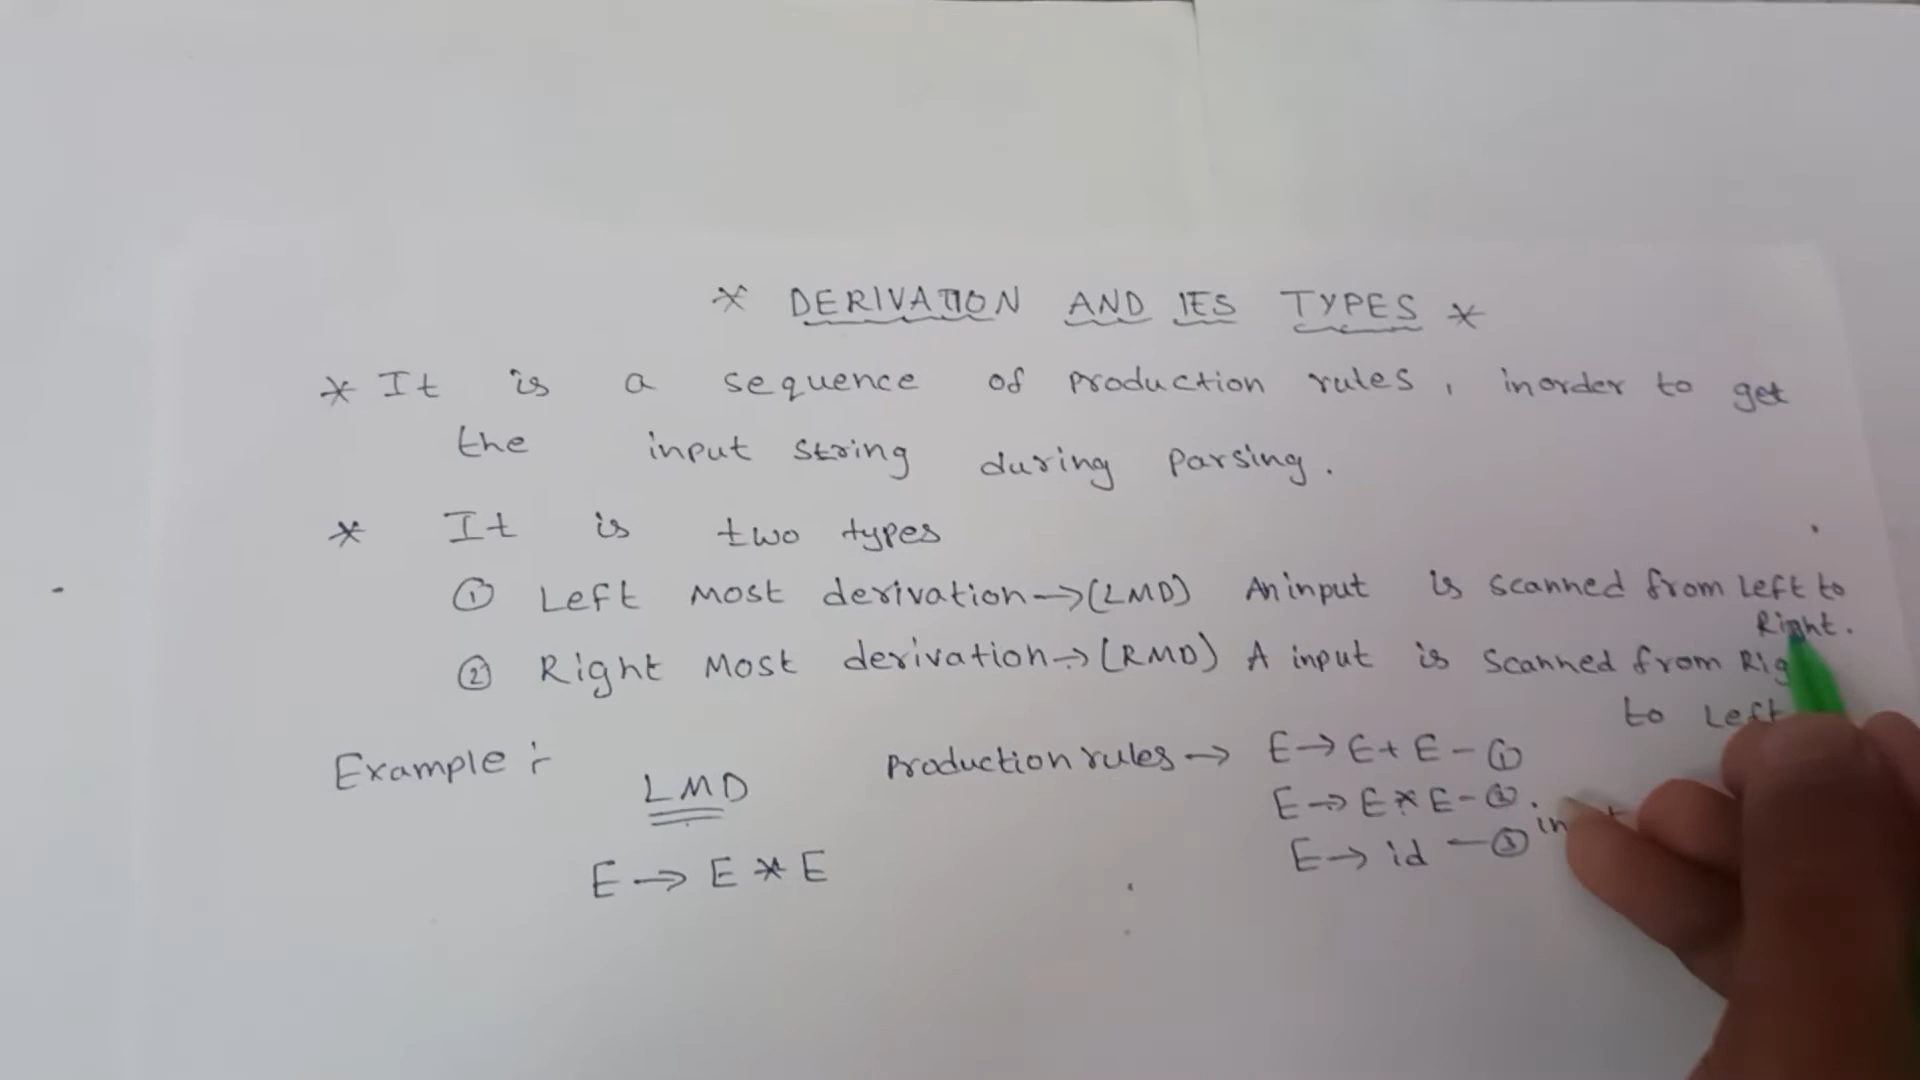 * DERIVATION AND ITS TYPES *
* It is a sequence of production rules, inorder to get
the input string during parsing.
* It is two types
① Left most derivation → (LMD) An input is scanned from left to
Right.
② Right Most derivation → (RMD) A input is scanned from
to Left
Example :- Production rules → E → E + E - ①
LMD
E → E * E - ②.
E → id - ③
E → E * E